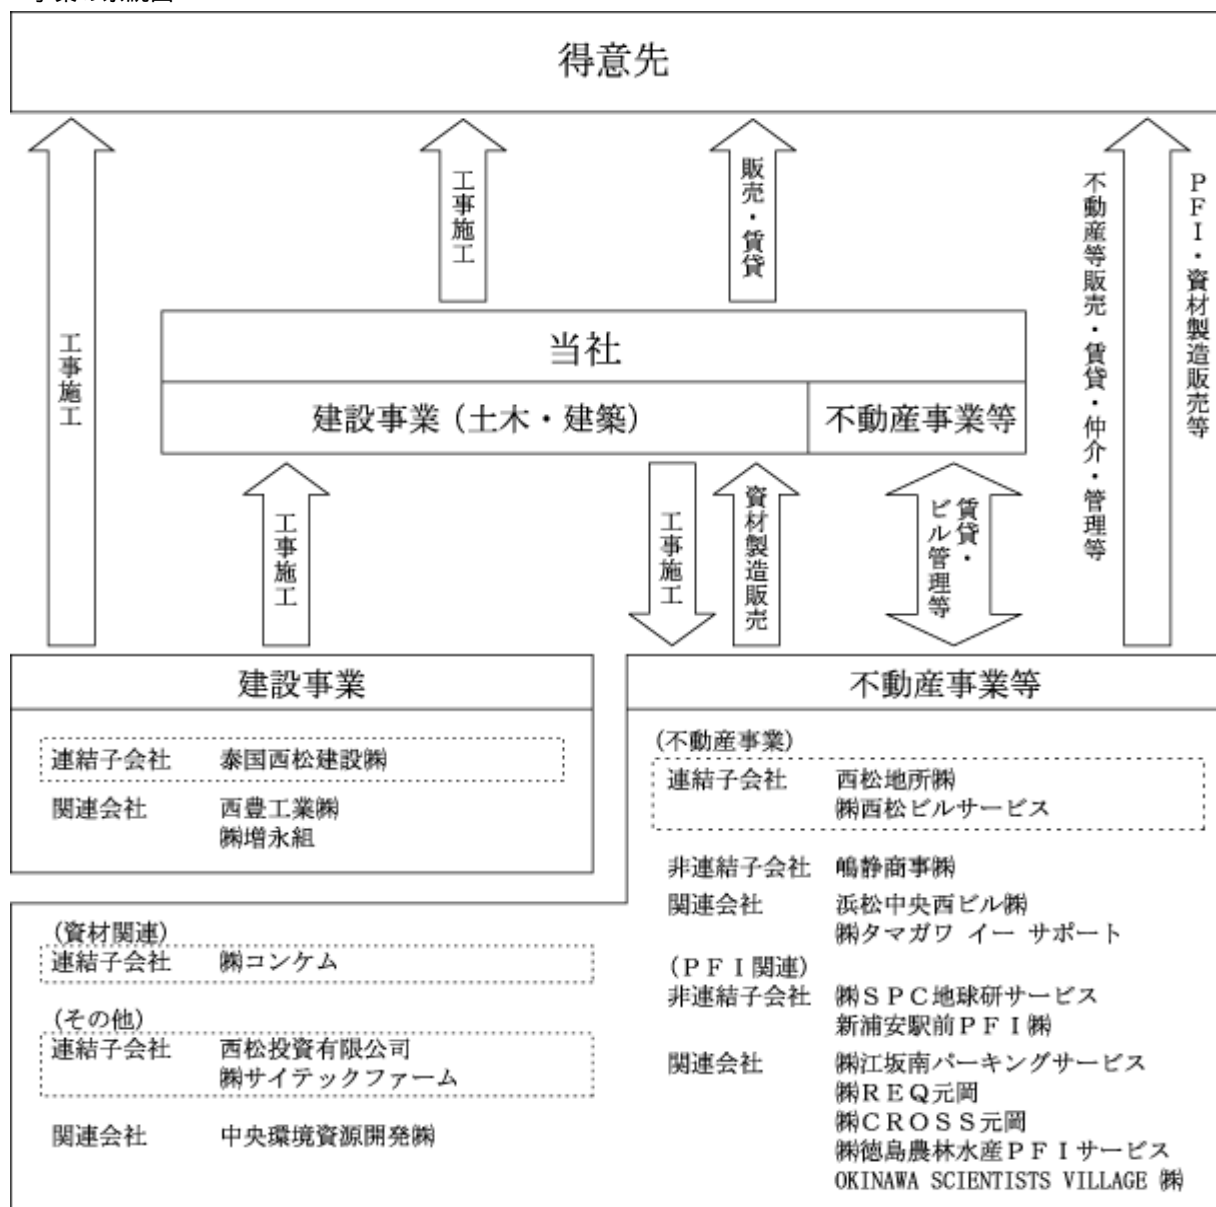 得意先
工事施工
工事施工
販売・賃貸
不動産等販売・賃貸・仲介・管理等
PFI・資材製造販売等
当社
建設事業（土木・建築）
不動産事業等
工事施工
工事施工
資材製造販売
賃貸・
ビル管理等
建設事業
連結子会社 泰国西松建設㈱
関連会社 西豊工業㈱
㈱増永組
不動産事業等
(不動産事業)
連結子会社 西松地所㈱
㈱西松ビルサービス
非連結子会社 嶋静商事㈱
関連会社 浜松中央西ビル㈱
㈱タマガワ イー サポート
(ＰＦＩ関連)
非連結子会社 ㈱ＳＰＣ地球研サービス
新浦安駅前ＰＦＩ㈱
関連会社 ㈱江坂南パーキングサービス
㈱ＲＥＱ元岡
㈱ＣＲＯＳＳ元岡
㈱徳島農林水産ＰＦＩサービス
OKINAWA SCIENTISTS VILLAGE ㈱
(資材関連)
連結子会社 ㈱コンケム
(その他)
連結子会社 西松投資有限公司
㈱サイテックファーム
関連会社 中央環境資源開発㈱